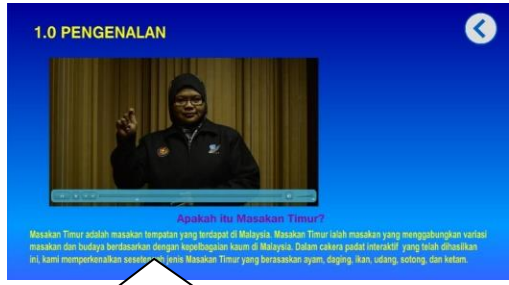 1.0 PENGENALAN
Apakah itu Masakan Timur?
Masakan Timur adalah masakan tempatan yang terdapat di Malaysia. Masakan Timur ialah masakan yang menggabungkan variasi
masakan dan budaya berdasarkan dengan kepelbagaian kaum di Malaysia. Dalam cakera padat interaktif yang telah dihasilkan
ini, kami memperkenalkan jenis Masakan Timur yang berasaskan ayam, daging, ikan, udang, sotong, dan ketam.